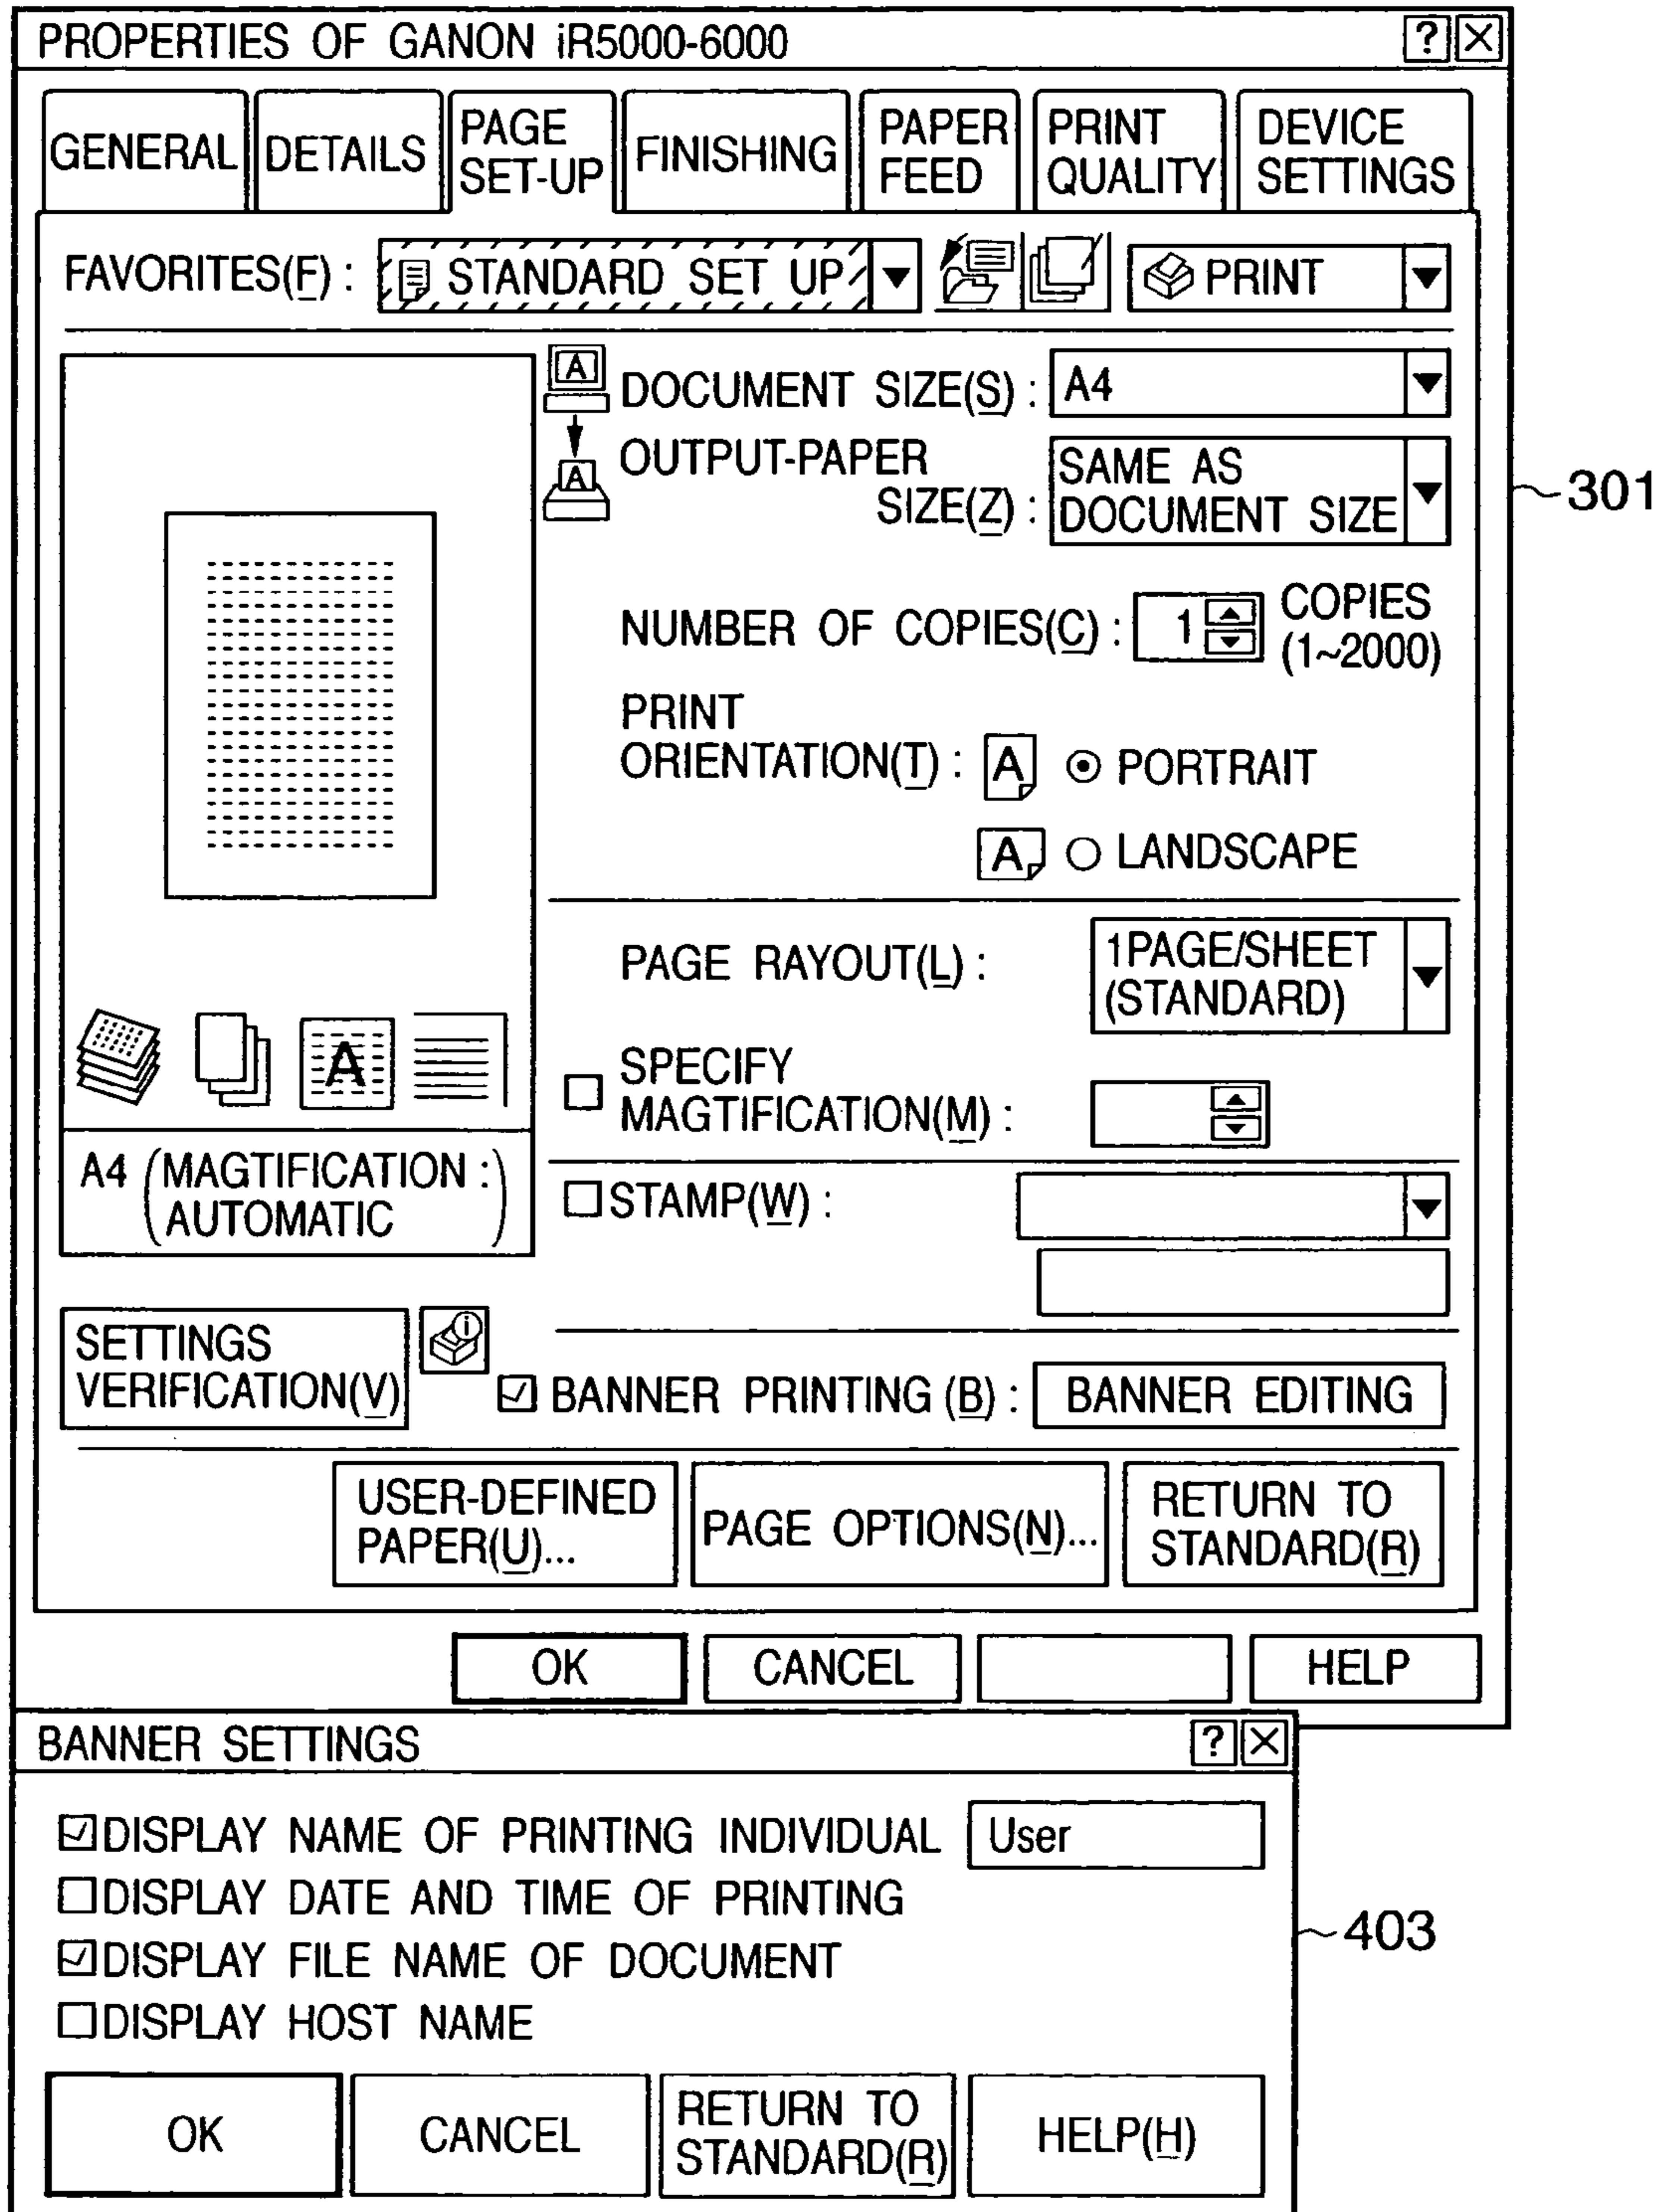 PROPERTIES OF GANON iR5000-6000 ?
GENERAL
DETAILS
PAGE
SET-UP
FINISHING
PAPER
FEED
PRINT
QUALITY
DEVICE
SETTINGS
FAVORITES(F) :
STANDARD SET UP
PRINT
A
DOCUMENT SIZE(S) :
A4
A
OUTPUT-PAPER
SIZE(Z) :
SAME AS
DOCUMENT SIZE
301
NUMBER OF COPIES(C) :
1
COPIES
(1~2000)
PRINT
ORIENTATION(T) :
A
PORTRAIT
A
LANDSCAPE
PAGE RAYOUT(L) :
1PAGE/SHEET
(STANDARD)
A
SPECIFY
MAGTIFICATION(M) :
A4 (MAGTIFICATION :
AUTOMATIC)
STAMP(W) :
SETTINGS
VERIFICATION(V)
i
BANNER PRINTING (B) :
BANNER EDITING
USER-DEFINED
PAPER(U)...
PAGE OPTIONS(N)...
RETURN TO
STANDARD(R)
OK
CANCEL
HELP
BANNER SETTINGS ?
DISPLAY NAME OF PRINTING INDIVIDUAL
User
DISPLAY DATE AND TIME OF PRINTING
DISPLAY FILE NAME OF DOCUMENT
403
DISPLAY HOST NAME
OK
CANCEL
RETURN TO
STANDARD(R)
HELP(H)